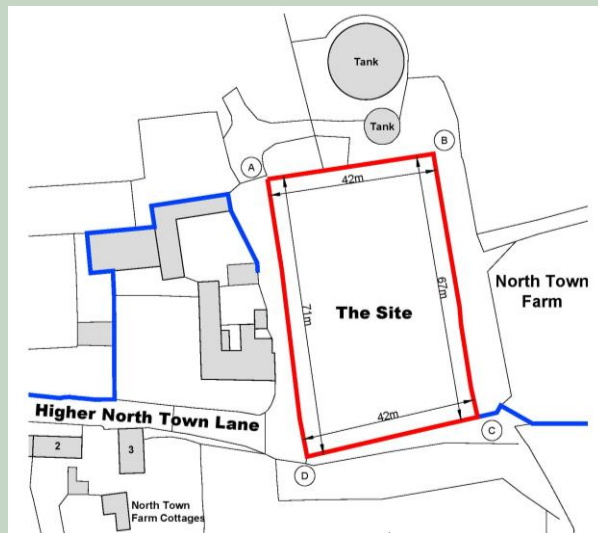 Tank
Tank
A
B
42m
71m
67m
The Site
North Town
Farm
42m
Higher North Town Lane
C
D
2
3
North Town
Farm Cottages